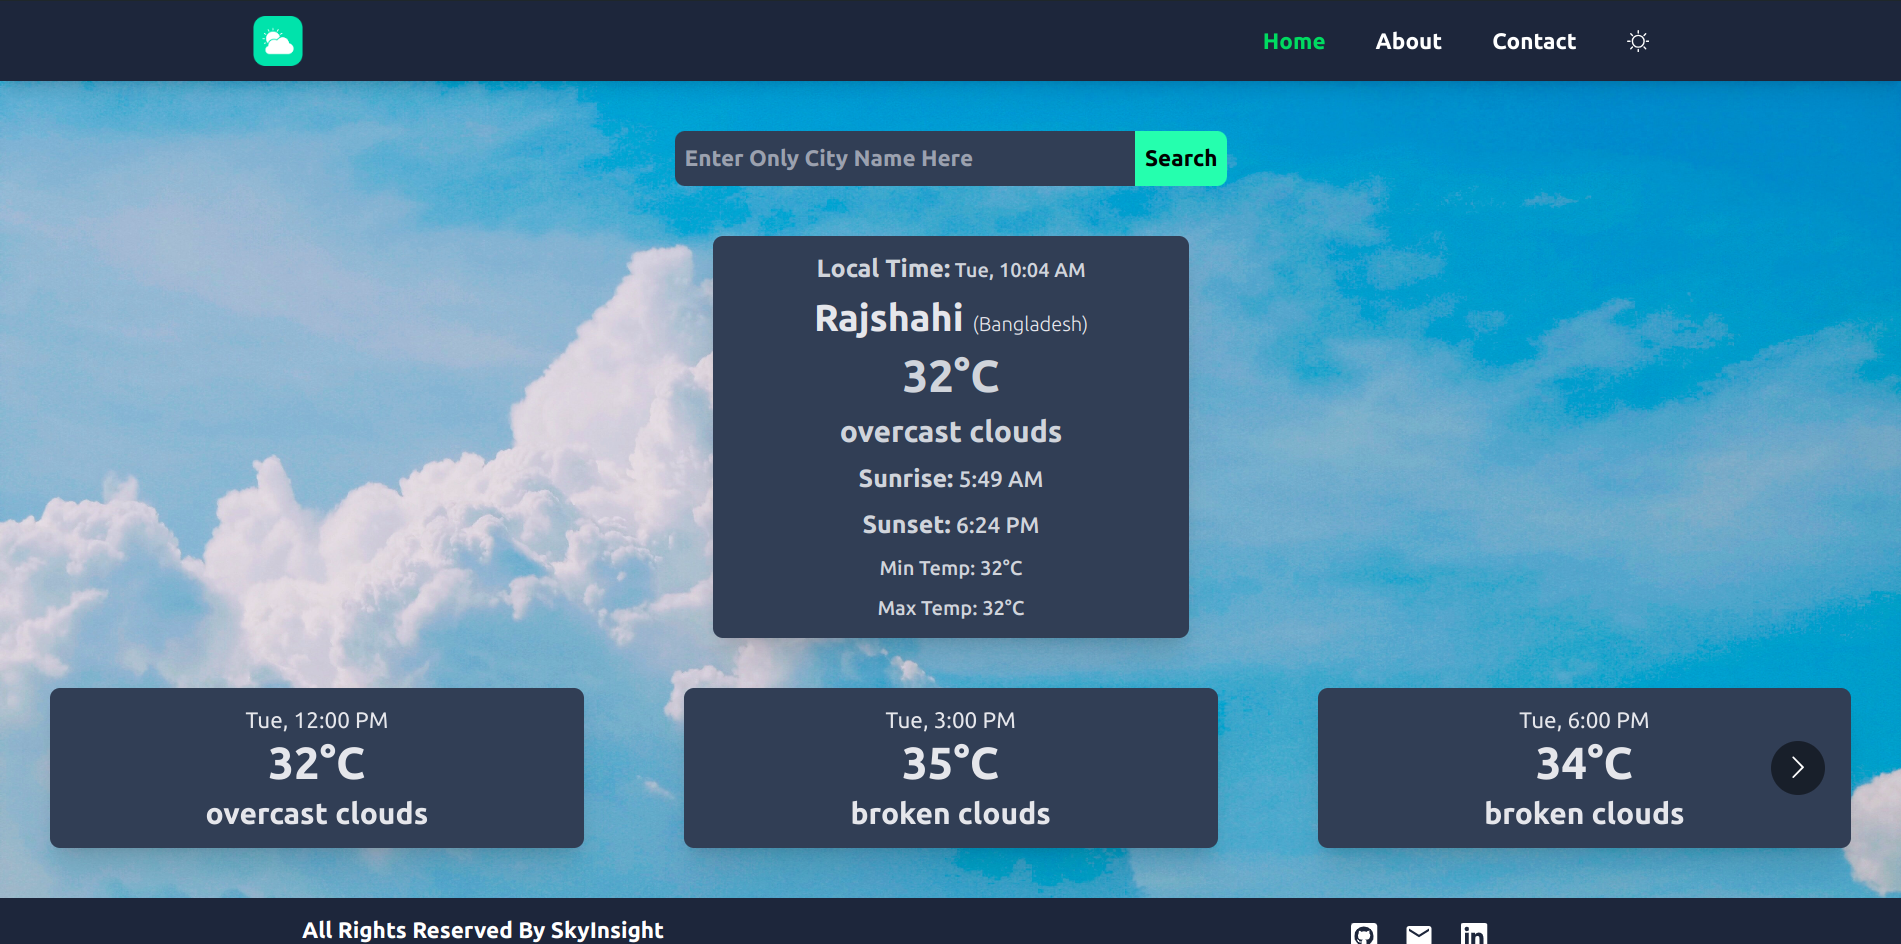 Home About Contact
Enter Only City Name Here Search
Local Time: Tue, 10:04 AM
Rajshahi (Bangladesh)
32°C
overcast clouds
Sunrise: 5:49 AM
Sunset: 6:24 PM
Min Temp: 32°C
Max Temp: 32°C
Tue, 12:00 PM
32°C
overcast clouds
Tue, 3:00 PM
35°C
broken clouds
Tue, 6:00 PM
34°C
broken clouds
All Rights Reserved By SkyInsight